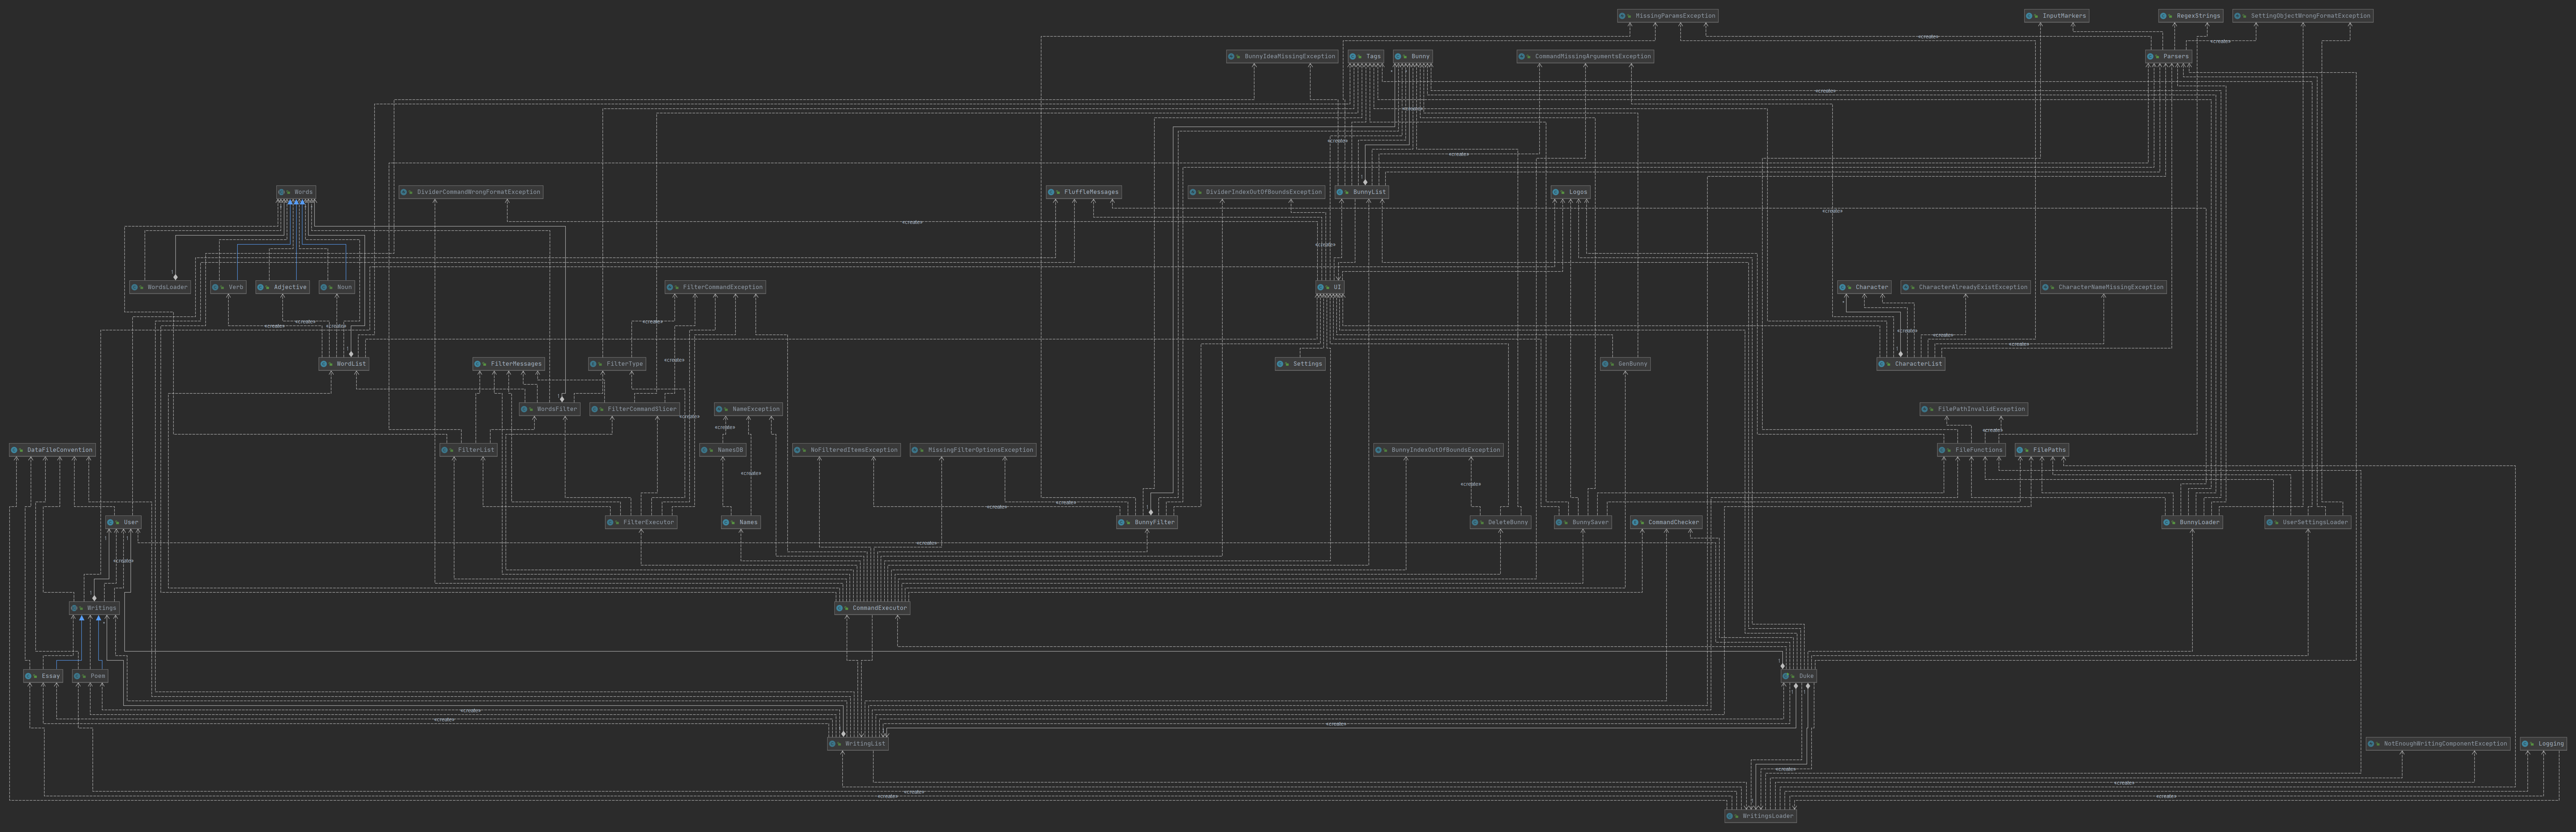 MissingParamsException
InputMarkers
RegexStrings
SettingObjectWrongFormatException
«create»
«create»
BunnyIdeaMissingException
Tags
Bunny
CommandMissingArgumentsException
Parsers
«create»
«create»
«create»
«create»
Words
DividerCommandWrongFormatException
FluffleMessages
DividerIndexOutOfBoundsException
BunnyList
Logos
«create»
«create»
«create»
WordsLoader
Verb
Adjective
Noun
FilterCommandException
UI
Character
CharacterAlreadyExistException
CharacterNameMissingException
«create»
«create»
«create»
«create»
«create»
«create»
«create»
«create»
WordList
FilterMessages
FilterType
Settings
GenBunny
CharacterList
WordsFilter
FilterCommandSlicer
NameException
FilePathInvalidException
«create»
«create»
«create»
DataFileConvention
FilterList
NamesDB
NoFilteredItemsException
MissingFilterOptionsException
BunnyIndexOutOfBoundsException
FileFunctions
FilePaths
«create»
«create»
«create»
User
FilterExecutor
Names
BunnyFilter
DeleteBunny
BunnySaver
CommandChecker
BunnyLoader
UserSettingsLoader
«create»
«create»
Writings
CommandExecutor
Essay
Poem
Duke
«create»
«create»
«create»
WritingList
NotEnoughWritingComponentException
Logging
«create»
«create»
«create»
«create»
«create»
WritingsLoader